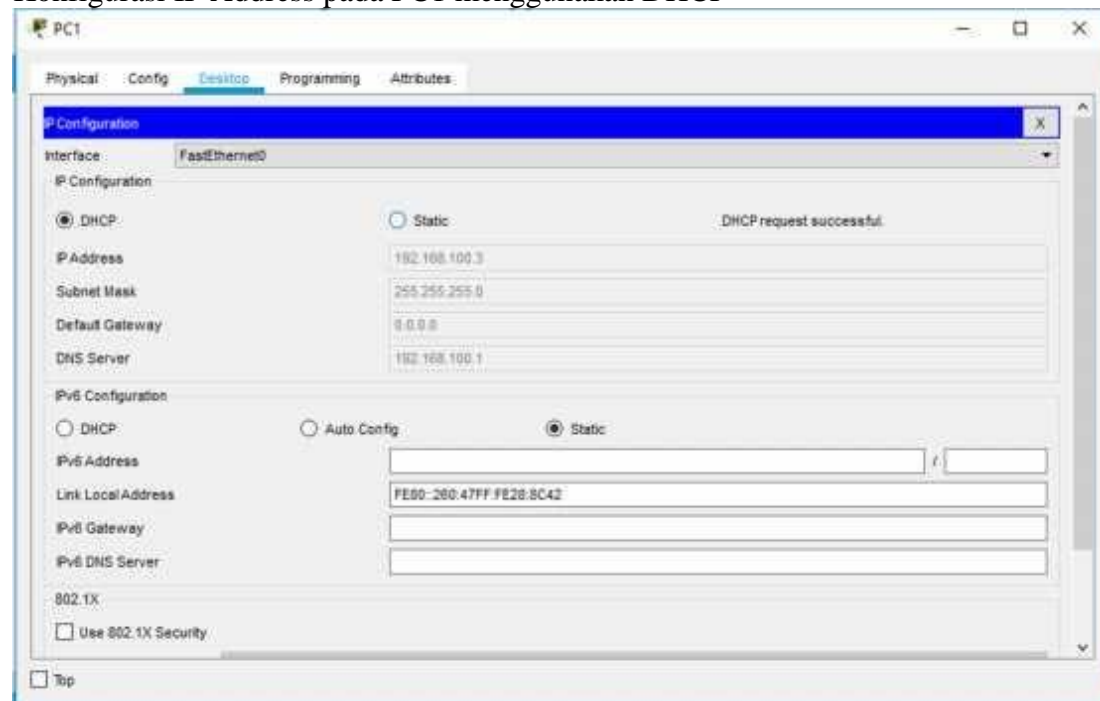 Konfigurasi IP Address pada PC1 menggunakan DHCP
PC1
Physical Config Desktop Programming Attributes
IP Configuration X
Interface FastEthernet0
IP Configuration
DHCP Static DHCP request successful.
IP Address 192.168.100.3
Subnet Mask 255.255.255.0
Default Gateway 0.0.0.0
DNS Server 192.168.100.1
IPv6 Configuration
DHCP Auto Config Static
IPv6 Address /
Link Local Address FE80::260:47FF:FE28:8C42
IPv6 Gateway
IPv6 DNS Server
802.1X
Use 802.1X Security
Top